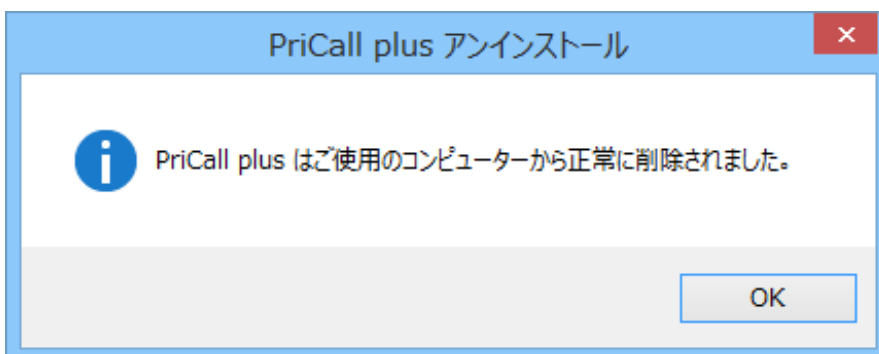 PriCall plus アンインストール
PriCall plus はご使用のコンピューターから正常に削除されました。
OK